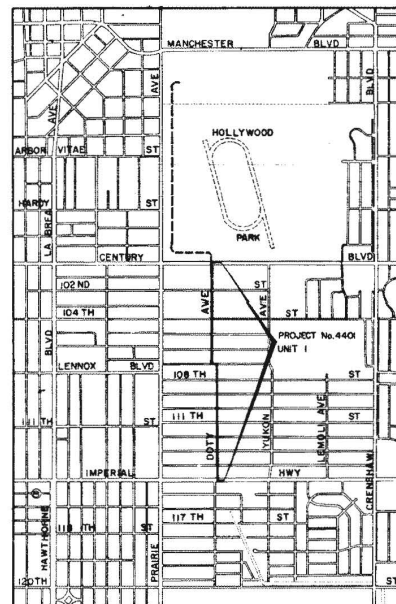 MANCHESTER BLVD
AVE
BLVD
AVE
HOLLYWOOD
ARBOR VITAE ST
HARDY ST
LA BREA
PARK
CENTURY BLVD
102 ND ST
AVE
AVE
104 TH ST
PROJECT No. 4401
UNIT 1
BLVD
LENNOX BLVD
108 TH ST
111 TH ST
111 TH ST
DOTY
YUKON
LEMOLI AVE
IMPERIAL HWY
CRENSHAW
HAWTHORNE
118 TH ST
PRAIRIE
117 TH ST
120TH ST